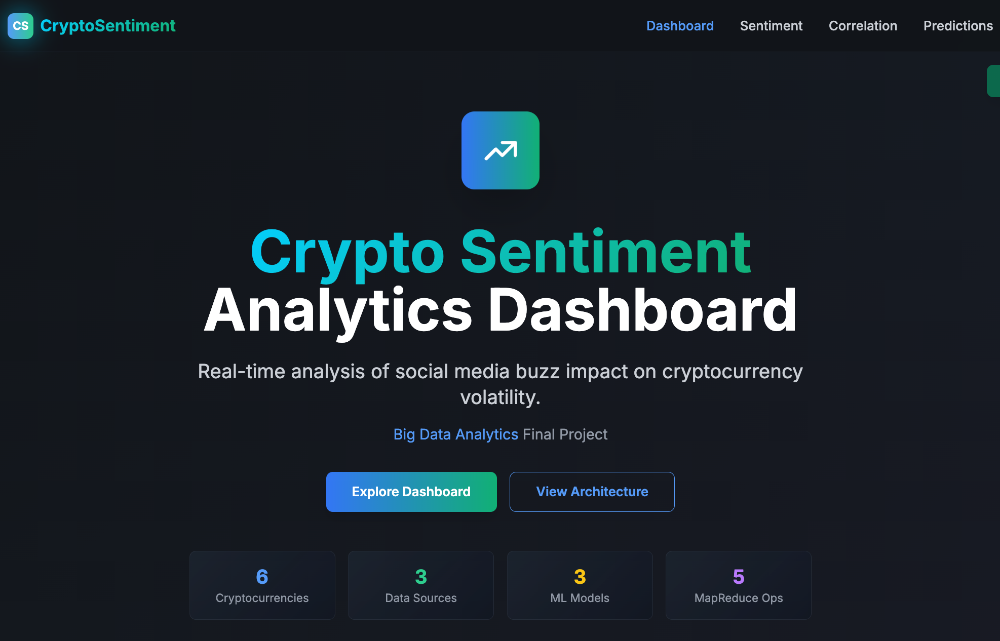 CS CryptoSentiment Dashboard Sentiment Correlation Predictions
Crypto Sentiment
Analytics Dashboard
Real-time analysis of social media buzz impact on cryptocurrency
volatility.
Big Data Analytics Final Project
Explore Dashboard View Architecture
6 3 3 5
Cryptocurrencies Data Sources ML Models MapReduce Ops